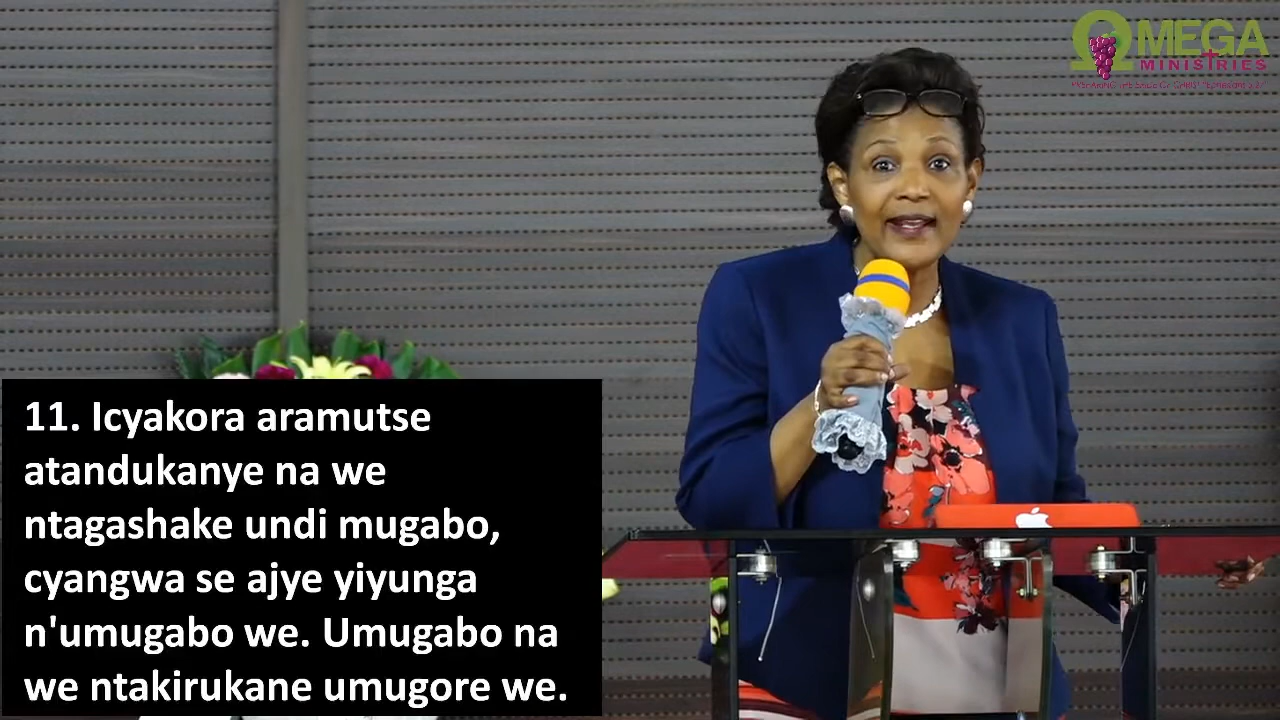 ΩMEGA
MINISTRIES
11. Icyakora aramutse
atandukanye na we
ntagashake undi mugabo,
cyangwa se ajye yiyunga
n'umugabo we. Umugabo na
we ntakirukane umugore we.